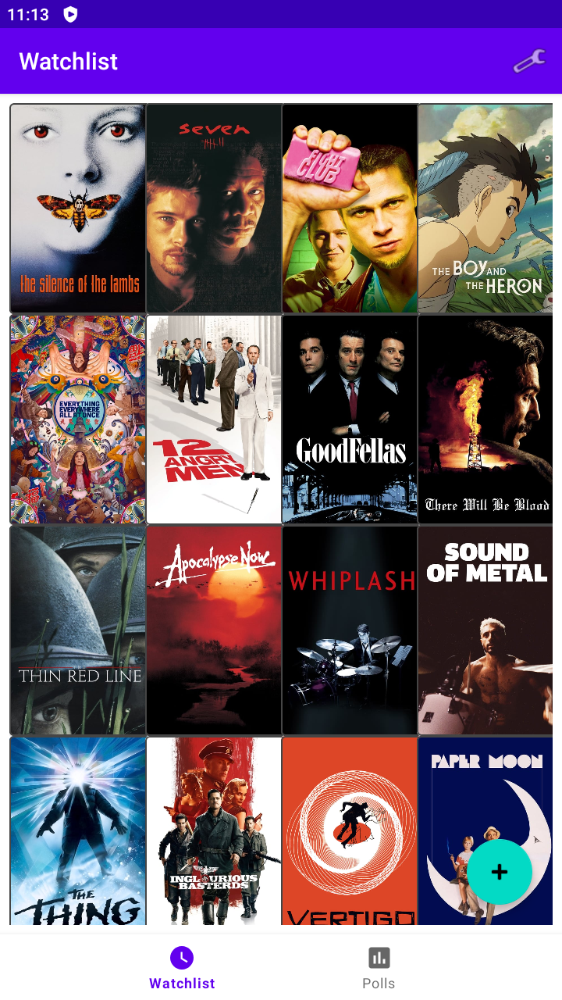 11:13
Watchlist
the silence of the lambs
seven
FIGHT
CLUB
THE BOY AND
THE HERON
EVERYTHING
EVERYWHERE
ALL AT ONCE
12
ANGRY
MEN
GoodFellas
There Will Be Blood
THIN RED LINE
Apocalypse Now
WHIPLASH
SOUND
OF METAL
THE
THING
INGLOURIOUS
BASTERDS
VERTIGO
PAPER MOON
+
Watchlist
Polls